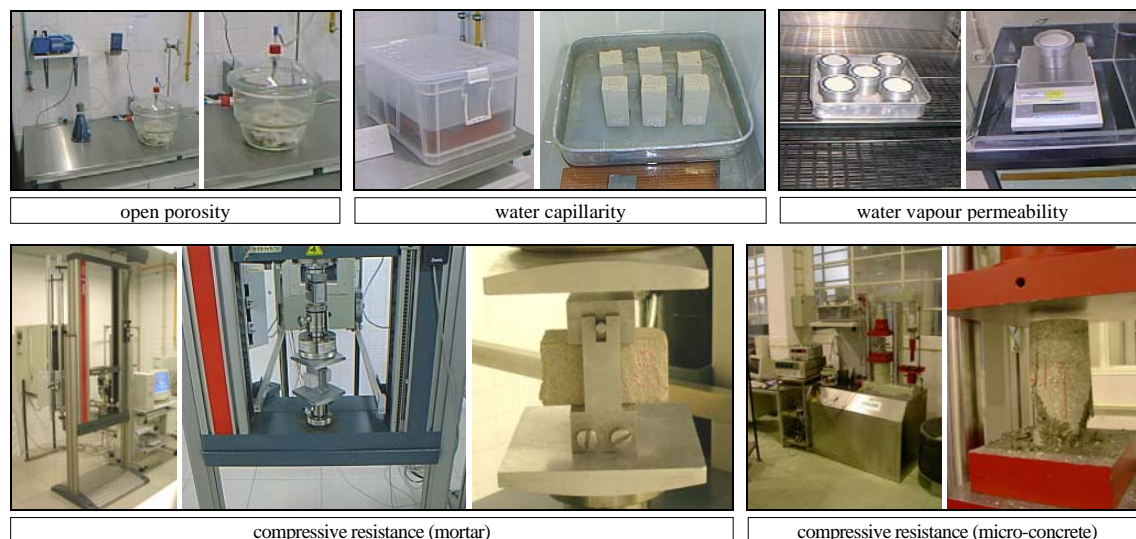 open porosity
water capillarity
water vapour permeability
compressive resistance (mortar)
compressive resistance (micro-concrete)